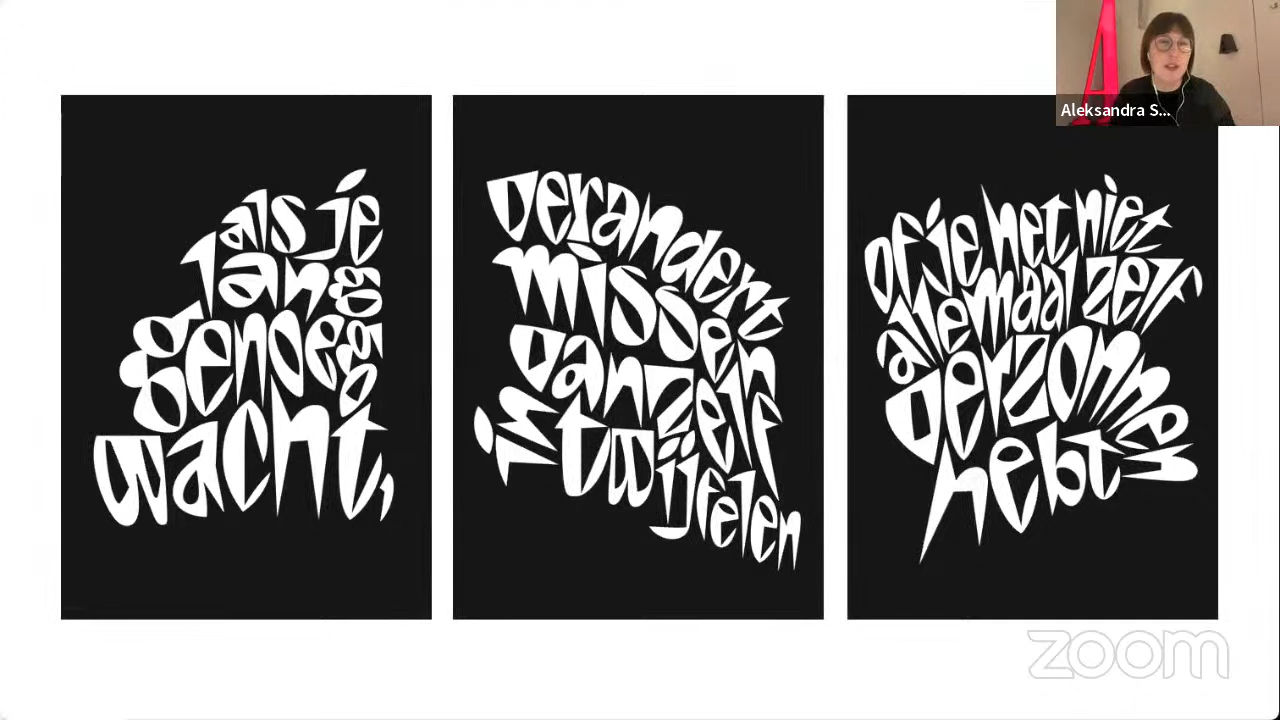 Aleksandra S...
als je
lang
genoeg
wacht,
verandert
missen
vanzelf
in twijfelen
of je het niet
allemaal zelf
verzonnen
hebt
zoom